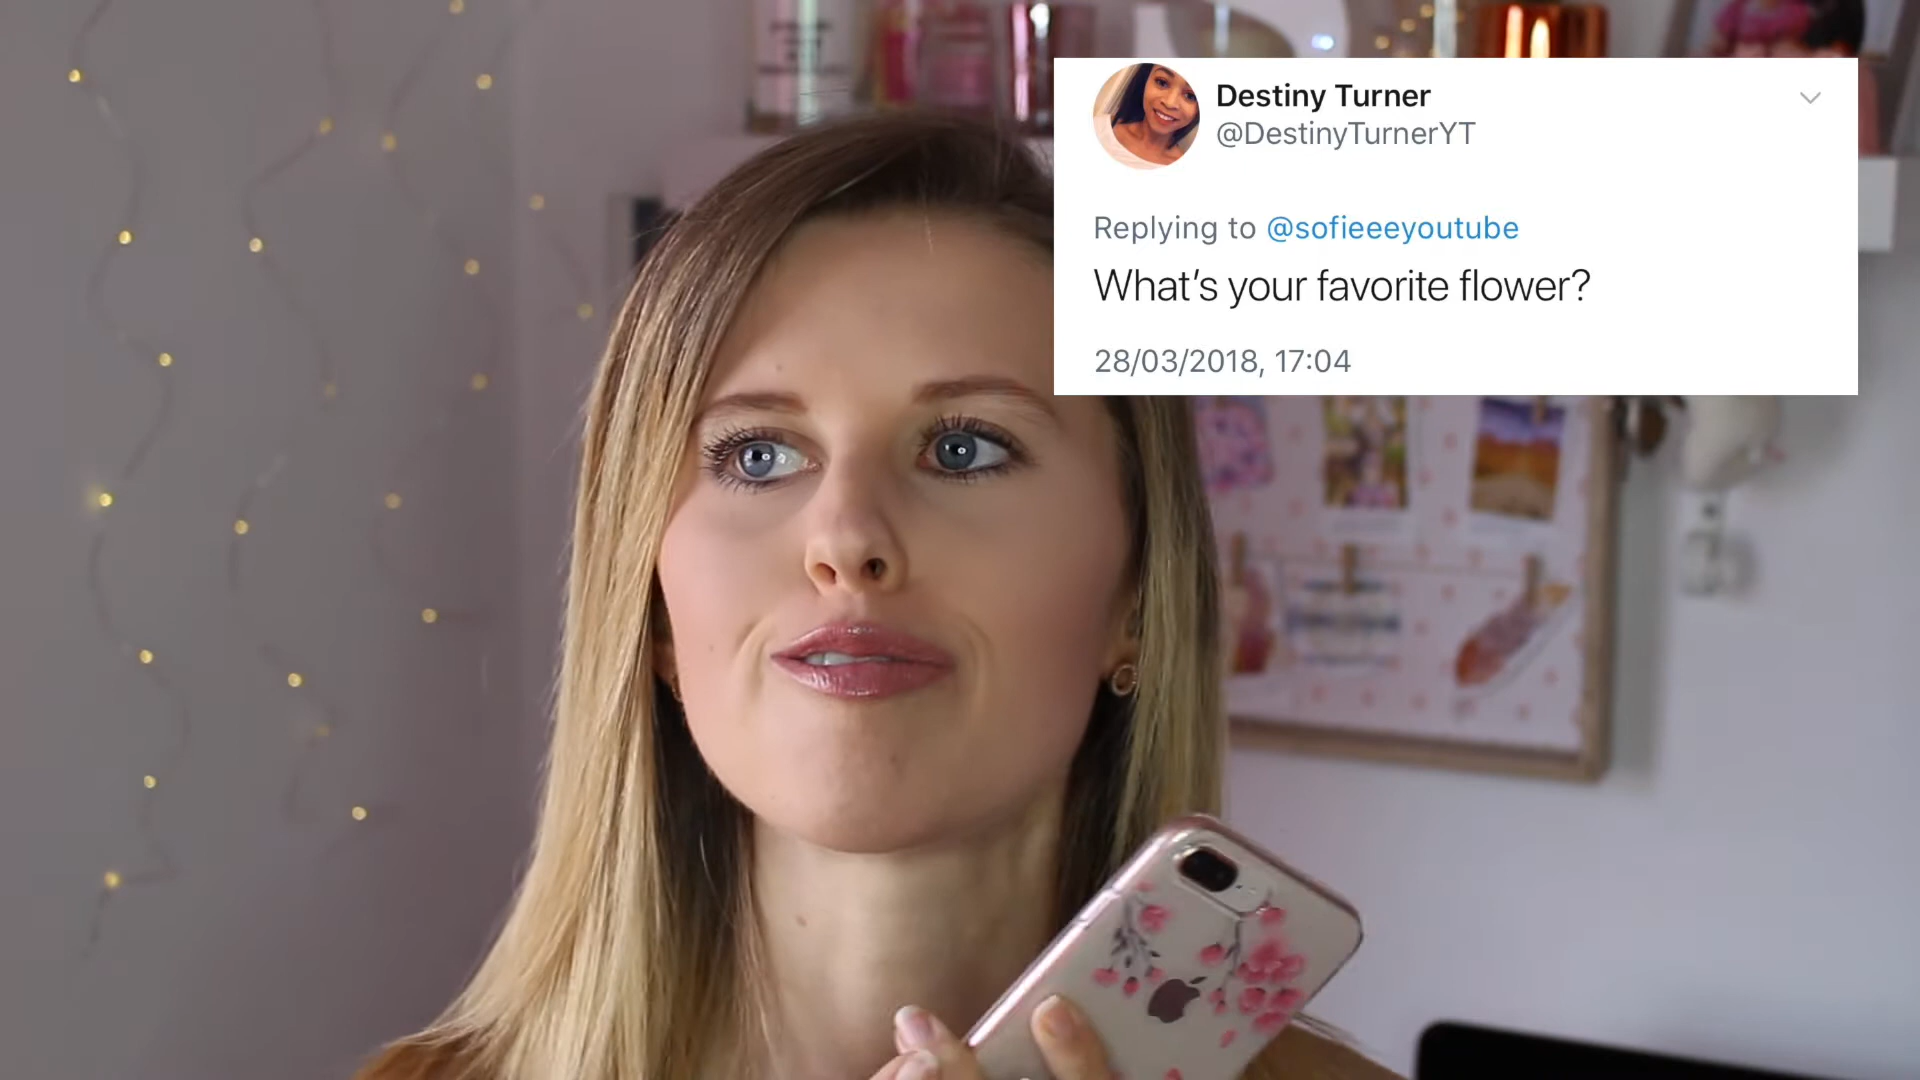 Destiny Turner
@DestinyTurnerYT
Replying to @sofieeeyoutube
What's your favorite flower?
28/03/2018, 17:04